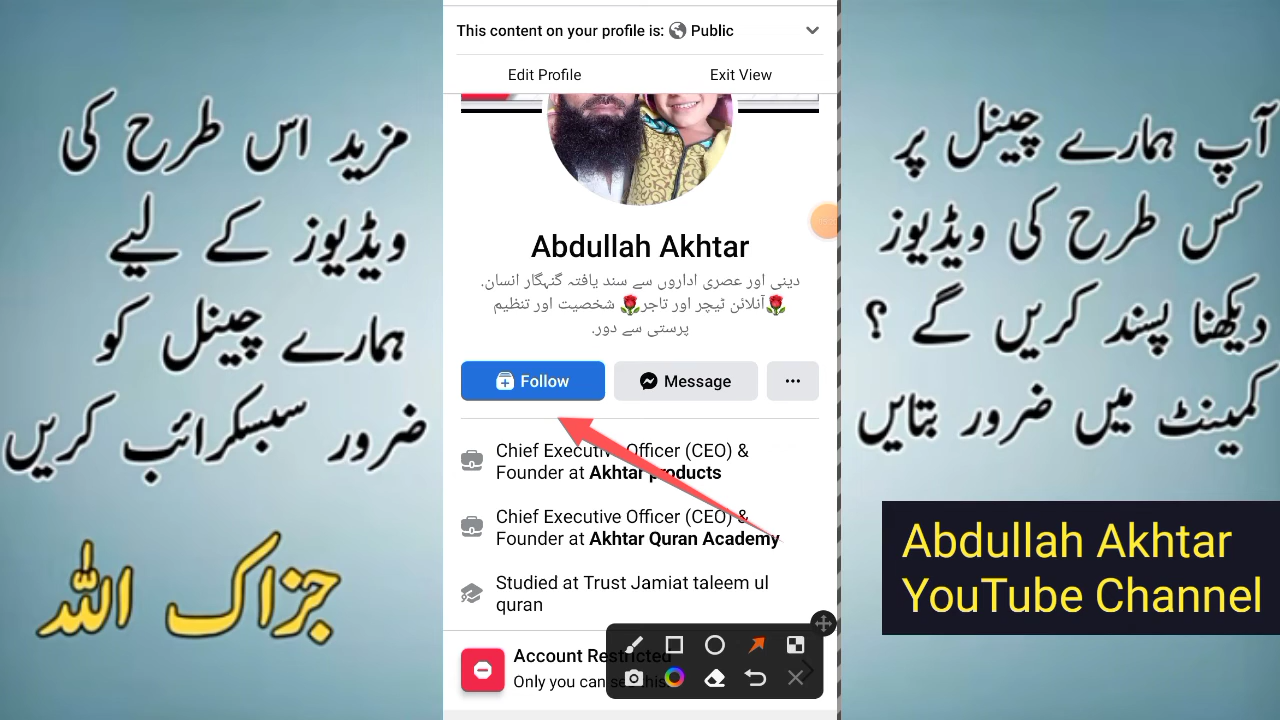 مزید اس طرح کی
ویڈیوز کے لیے
ہمارے چینل کو
ضرور سبسکرائب کریں
جزاک اللہ
This content on your profile is: Public
Edit Profile
Exit View
Abdullah Akhtar
دینی اور عصری اداروں سے سند یافتہ گنہگار انسان.
🌹آنلائن ٹیچر اور تاجر🌹 شخصیت اور تنظیم
پرستی سے دور.
Follow
Message
Chief Executive Officer (CEO) &
Founder at Akhtar products
Chief Executive Officer (CEO) &
Founder at Akhtar Quran Academy
Studied at Trust Jamiat taleem ul
quran
Account Restricted
Only you can see this.
آپ ہمارے چینل پر
کس طرح کی ویڈیوز
دیکھنا پسند کریں گے ؟
کمینٹ میں ضرور بتایں
Abdullah Akhtar
YouTube Channel